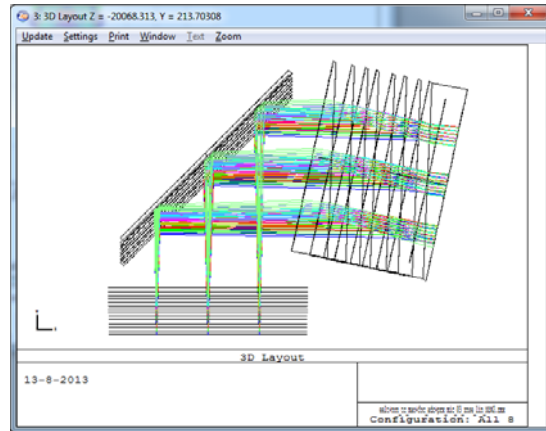 3: 3D Layout Z = -20068.313, Y = 213.70308
Update Settings Print Window Text Zoom
3D Layout
13-8-2013
Configuration: All 8